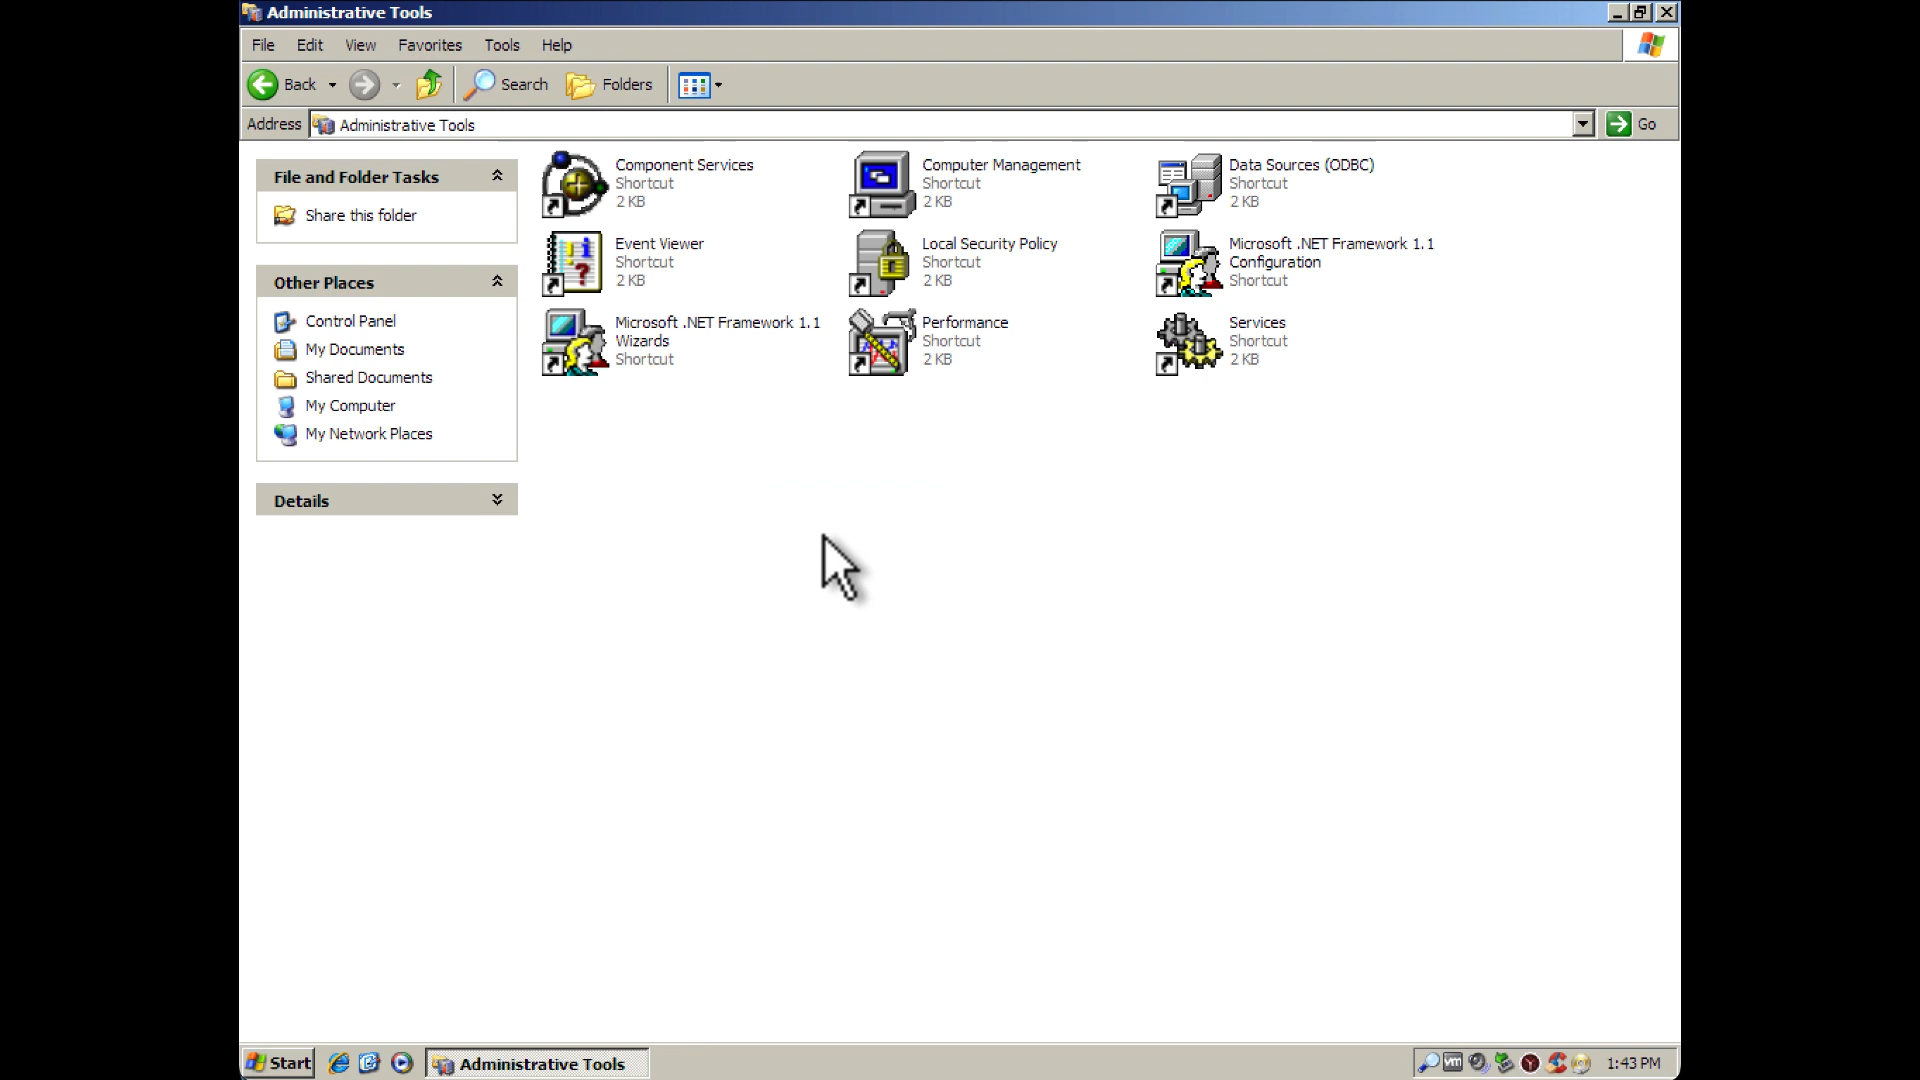 Administrative Tools
File Edit View Favorites Tools Help
Back Search Folders
Address Administrative Tools Go
File and Folder Tasks
Share this folder
Other Places
Control Panel
My Documents
Shared Documents
My Computer
My Network Places
Details
Component Services
Shortcut
2 KB
Computer Management
Shortcut
2 KB
Data Sources (ODBC)
Shortcut
2 KB
Event Viewer
Shortcut
2 KB
Local Security Policy
Shortcut
2 KB
Microsoft .NET Framework 1.1
Configuration
Shortcut
Microsoft .NET Framework 1.1
Wizards
Shortcut
Performance
Shortcut
2 KB
Services
Shortcut
2 KB
Start Administrative Tools vm 1:43 PM